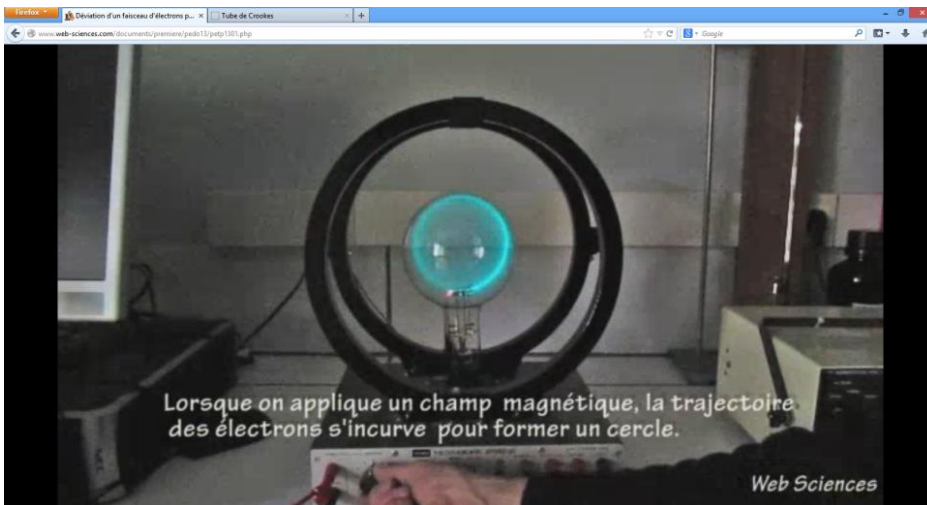 Firefox
Déviation d'un faisceau d'électrons p...
Tube de Crookes
www.web-sciences.com/documents/premiere/pedo13/petp1301.php
Google
Lorsque on applique un champ magnétique, la trajectoire
des électrons s'incurve pour former un cercle.
Web Sciences